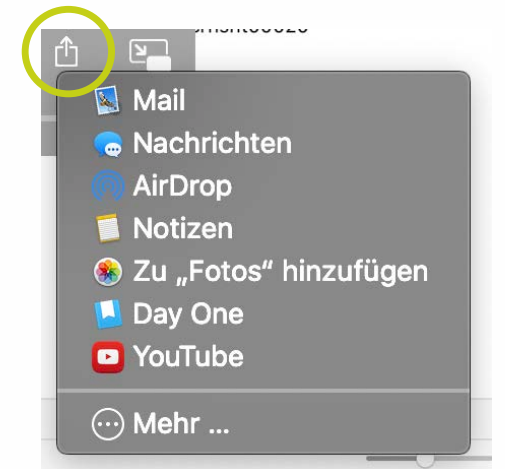 Mail
Nachrichten
AirDrop
Notizen
Zu „Fotos“ hinzufügen
Day One
YouTube
Mehr ...